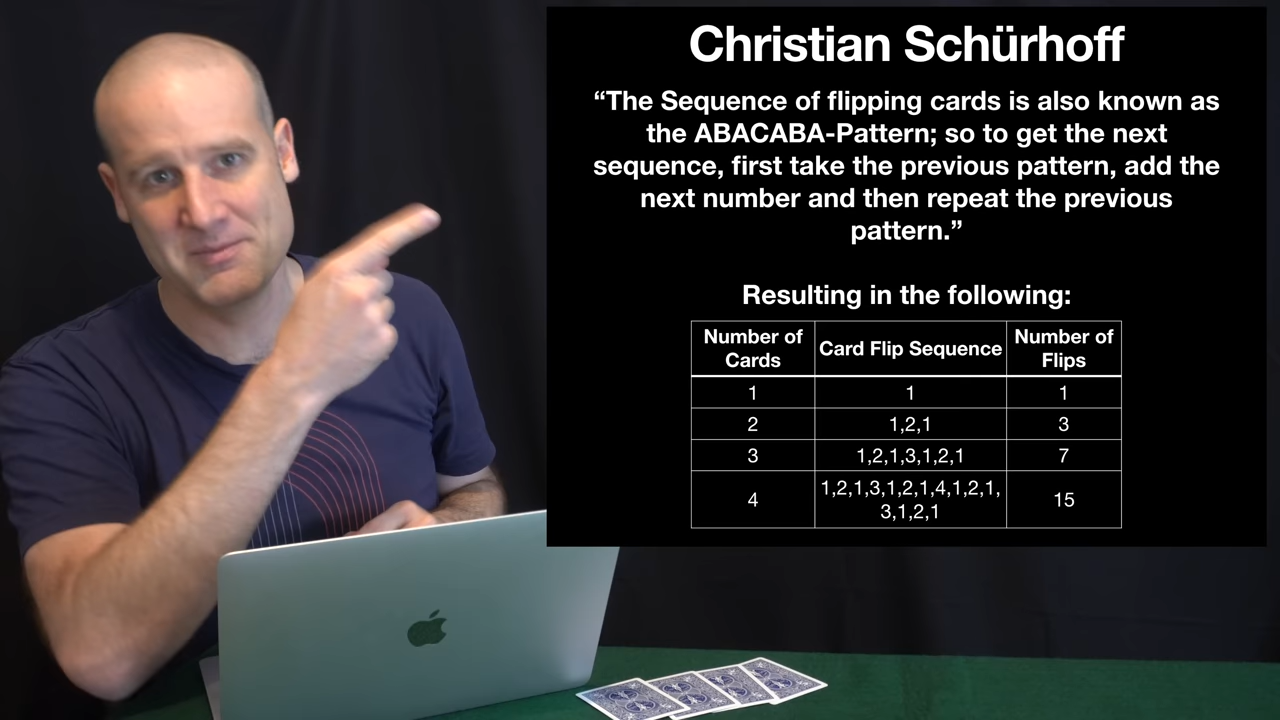 Christian Schürhoff
“The Sequence of flipping cards is also known as
the ABACABA-Pattern; so to get the next
sequence, first take the previous pattern, add the
next number and then repeat the previous
pattern.”
Resulting in the following:
Number of Cards | Card Flip Sequence | Number of Flips
1 | 1 | 1
2 | 1,2,1 | 3
3 | 1,2,1,3,1,2,1 | 7
4 | 1,2,1,3,1,2,1,4,1,2,1,
3,1,2,1 | 15